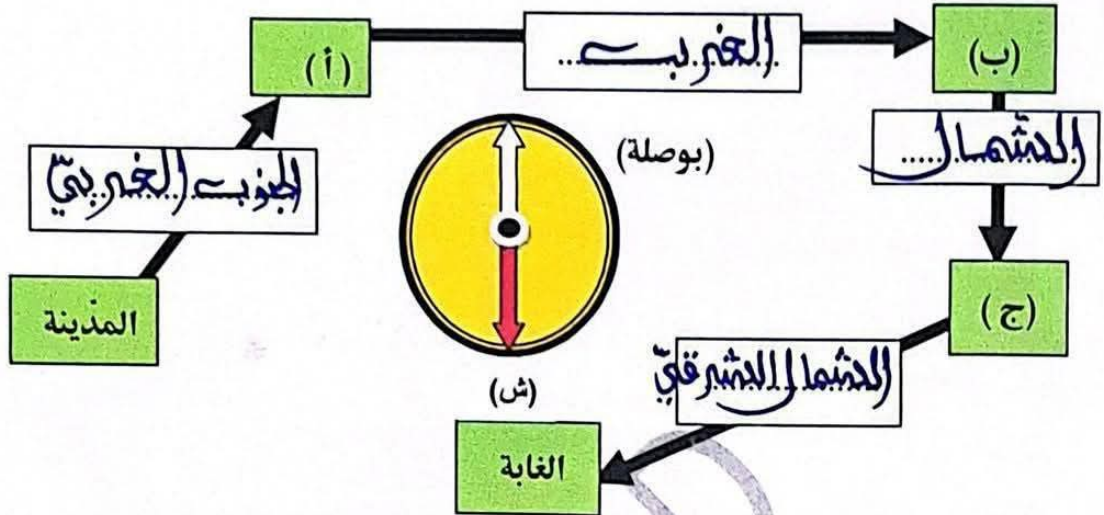 (أ)
الغرب...
(ب)
(بوصلة)
الشمال....
الجنوب الغربيّ
المدينة
(ج)
الشمال الشرقيّ
(ش)
الغابة